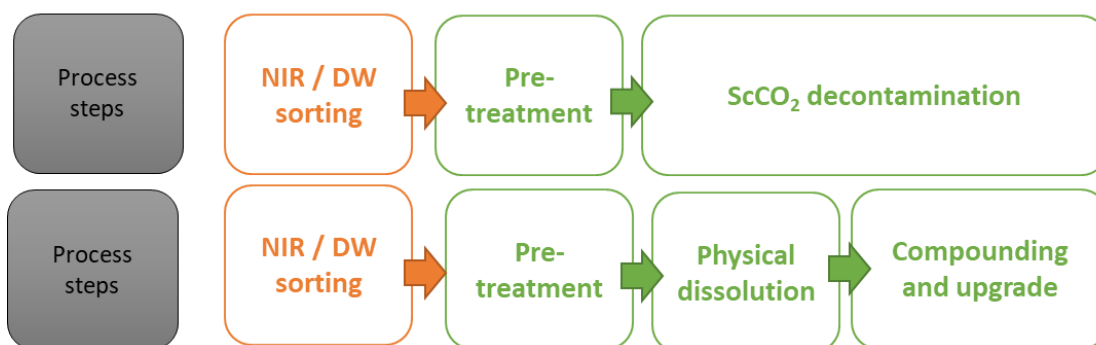 Process
steps
NIR / DW
sorting
Pre-
treatment
ScCO₂ decontamination
Process
steps
NIR / DW
sorting
Pre-
treatment
Physical
dissolution
Compounding
and upgrade